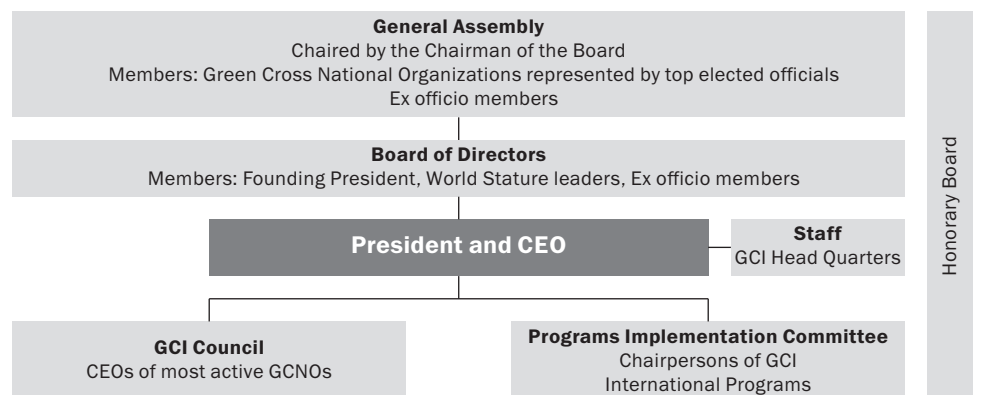 General Assembly
Chaired by the Chairman of the Board
Members: Green Cross National Organizations represented by top elected officials
Ex officio members
Board of Directors
Members: Founding President, World Stature leaders, Ex officio members
President and CEO
Staff
GCI Head Quarters
GCI Council
CEOs of most active GCNOs
Programs Implementation Committee
Chairpersons of GCI
International Programs
Honorary Board